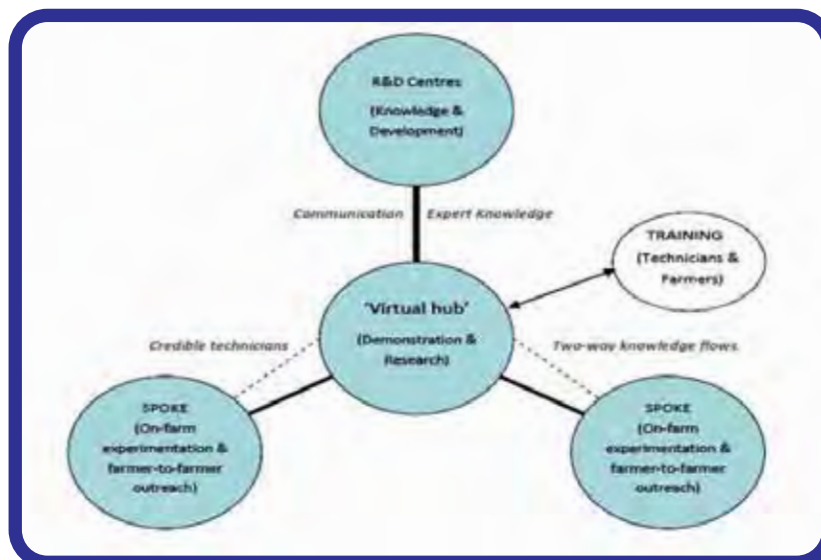 R&D Centres
(Knowledge &
Development)
Communication
Expert Knowledge
TRAINING
(Technicians &
Farmers)
'Virtual hub'
(Demonstration &
Research)
Credible technicians
Two-way knowledge flows
SPOKE
(On-farm
experimentation &
farmer-to-farmer
outreach)
SPOKE
(On-farm
experimentation &
farmer-to-farmer
outreach)